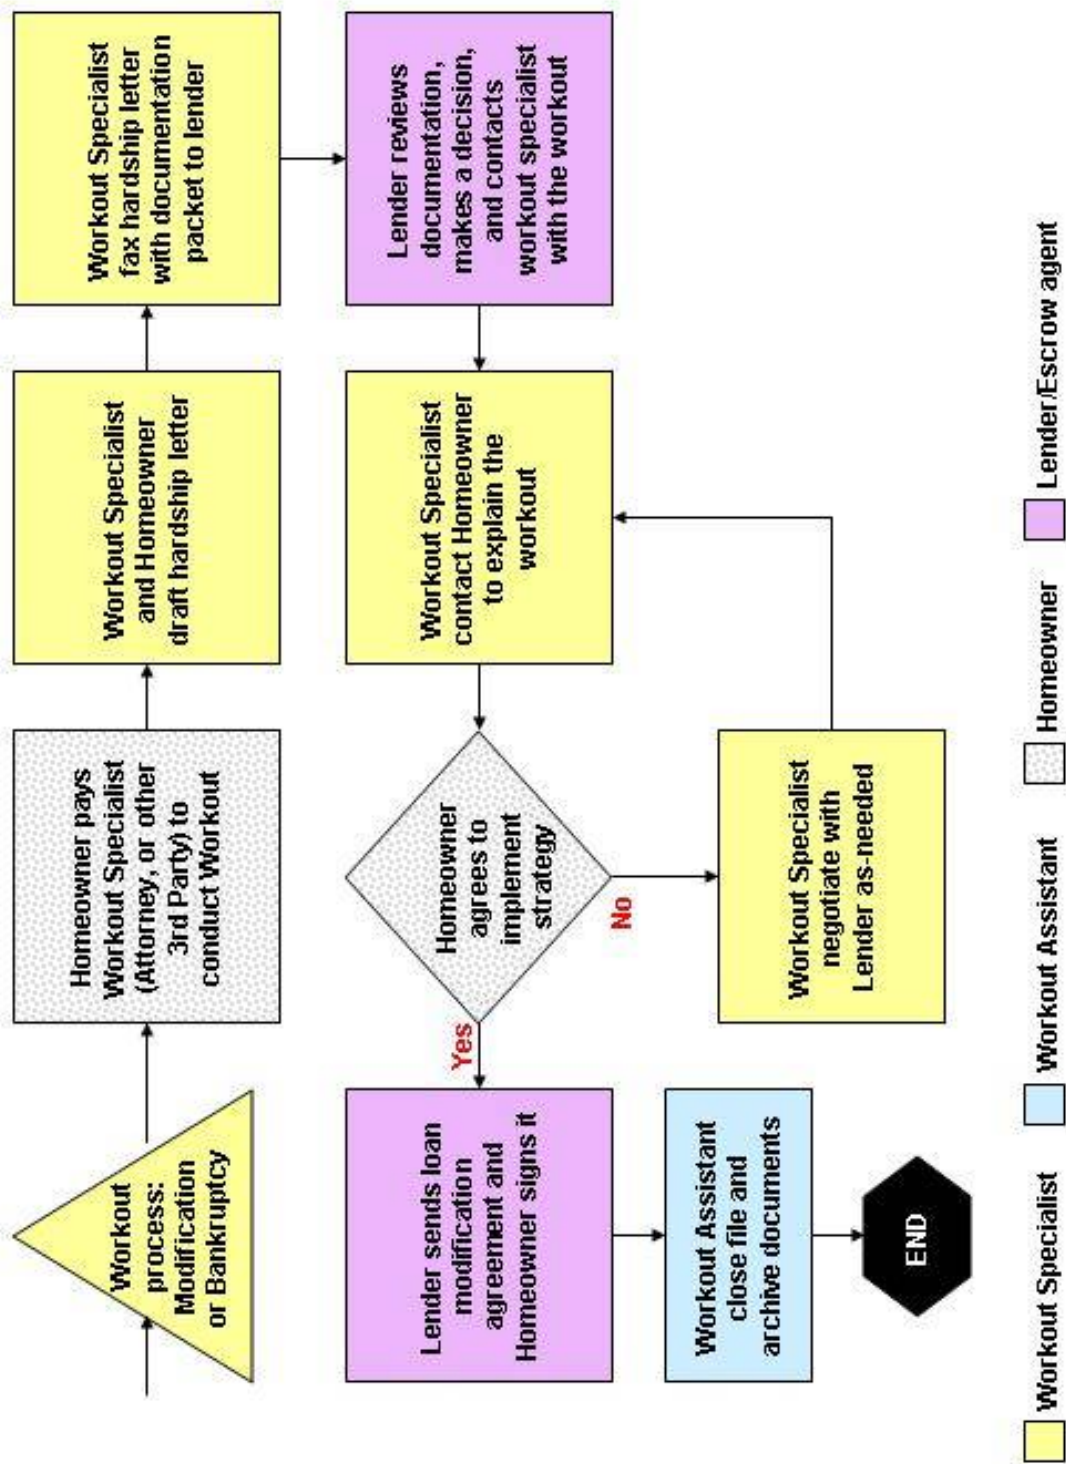 Workout
process:
Modification
or Bankruptcy
Homeowner pays
Workout Specialist
(Attorney, or other
3rd Party) to
conduct Workout
Workout Specialist
and Homeowner
draft hardship letter
Workout Specialist
fax hardship letter
with documentation
packet to lender
Lender reviews
documentation,
makes a decision,
and contacts
workout specialist
with the workout
Workout Specialist
contact Homeowner
to explain the
workout
Homeowner
agrees to
implement
strategy
Yes
No
Workout Specialist
negotiate with
Lender as-needed
Lender sends loan
modification
agreement and
Homeowner signs it
Workout Assistant
close file and
archive documents
END
Workout Specialist
Workout Assistant
Homeowner
Lender/Escrow agent